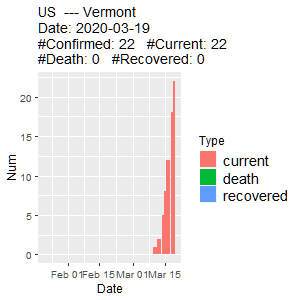 US --- Vermont
Date: 2020-03-19
#Confirmed: 22 #Current: 22
#Death: 0 #Recovered: 0
20
15
10
5
0
Num
Feb 01 Feb 15 Mar 01 Mar 15
Date
Type
current
death
recovered